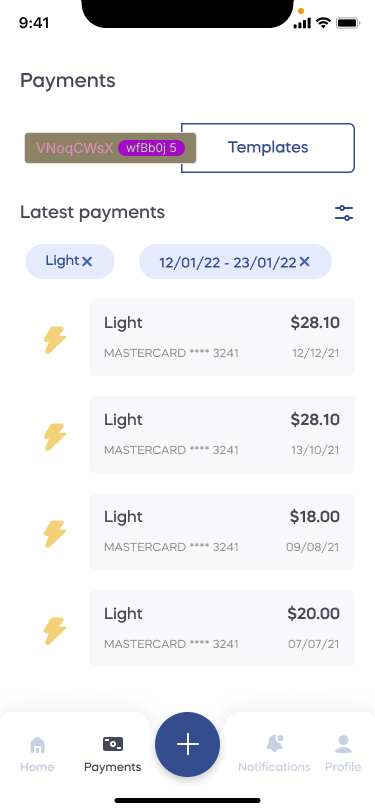 9:41
Payments
VNoqCWsX wfBb0j 5
Templates
Latest payments
Light
12/01/22 - 23/01/22
Light $28.10
MASTERCARD **** 3241 12/12/21
Light $28.10
MASTERCARD **** 3241 13/10/21
Light $18.00
MASTERCARD **** 3241 09/08/21
Light $20.00
MASTERCARD **** 3241 07/07/21
Home Payments Notifications Profile